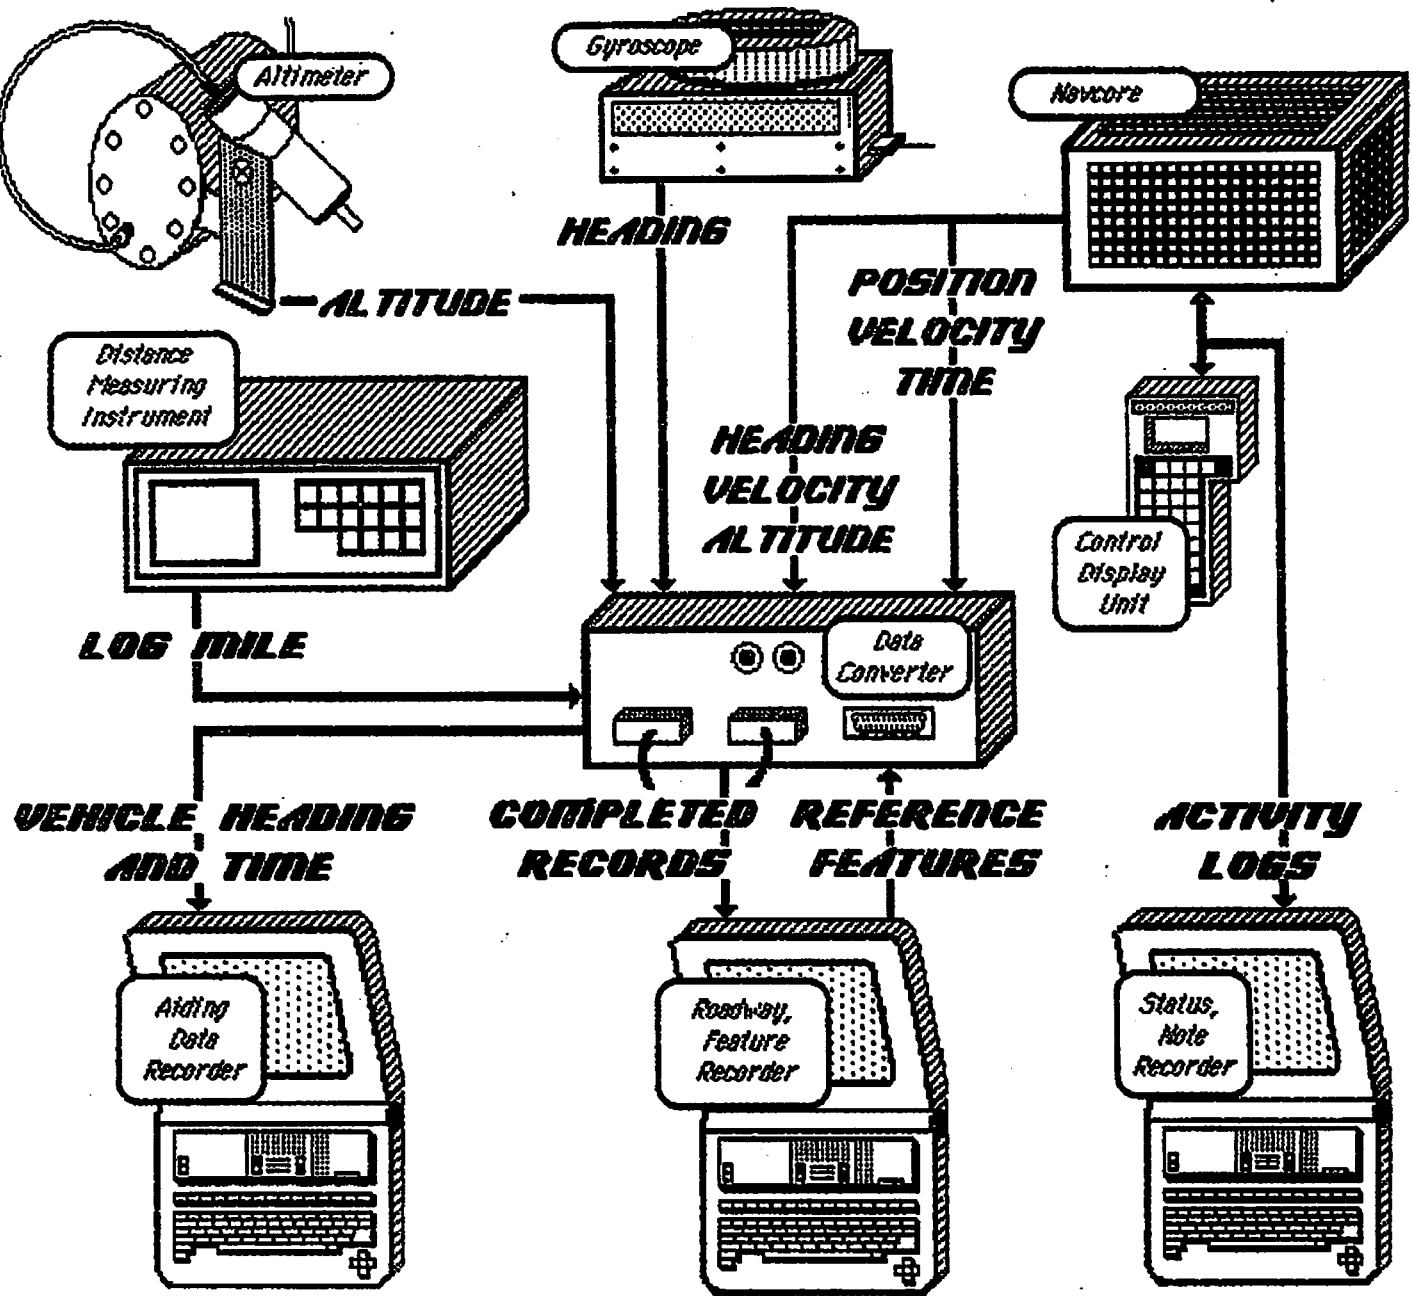 Altimeter
Gyroscope
Navcore
HEADING
POSITION
VELOCITY
TIME
ALTITUDE
Distance
Measuring
Instrument
HEADING
VELOCITY
ALTITUDE
Control
Display
Unit
LOG MILE
Data
Converter
VEHICLE HEADING
AND TIME
COMPLETED
RECORDS
REFERENCE
FEATURES
ACTIVITY
LOGS
Aiding
Data
Recorder
Roadway,
Feature
Recorder
Status,
Note
Recorder